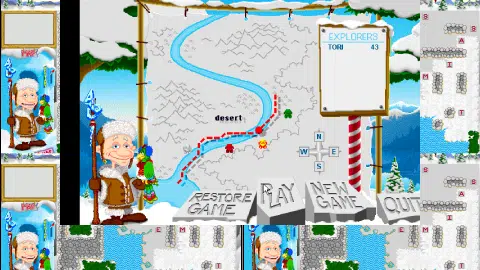 EXPLORERS
TORI 43
desert
N
W E
S
RESTORE
GAME
PLAY
NEW
GAME
QUIT